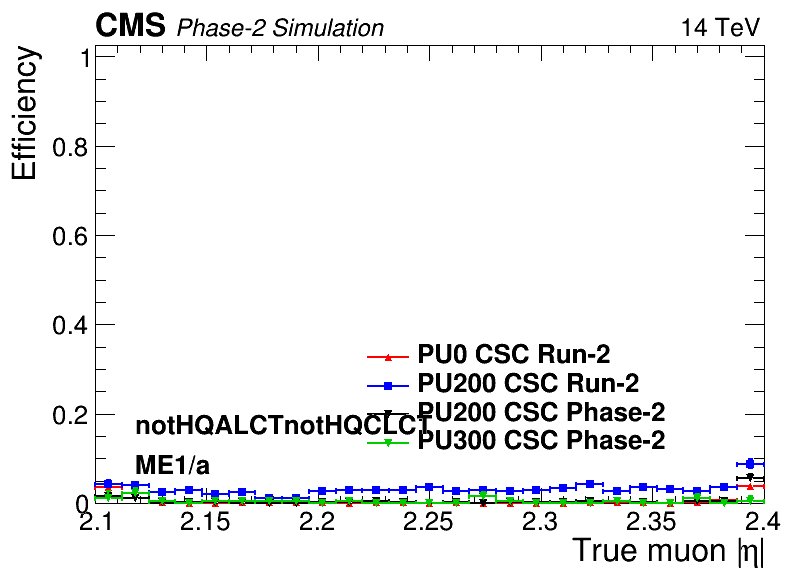 CMS Phase-2 Simulation 14 TeV
Efficiency
1
0.8
0.6
0.4
0.2
0
PU0 CSC Run-2
PU200 CSC Run-2
PU200 CSC Phase-2
PU300 CSC Phase-2
notHQALCTnotHQCLCT
ME1/a
2.1 2.15 2.2 2.25 2.3 2.35 2.4
True muon |η|